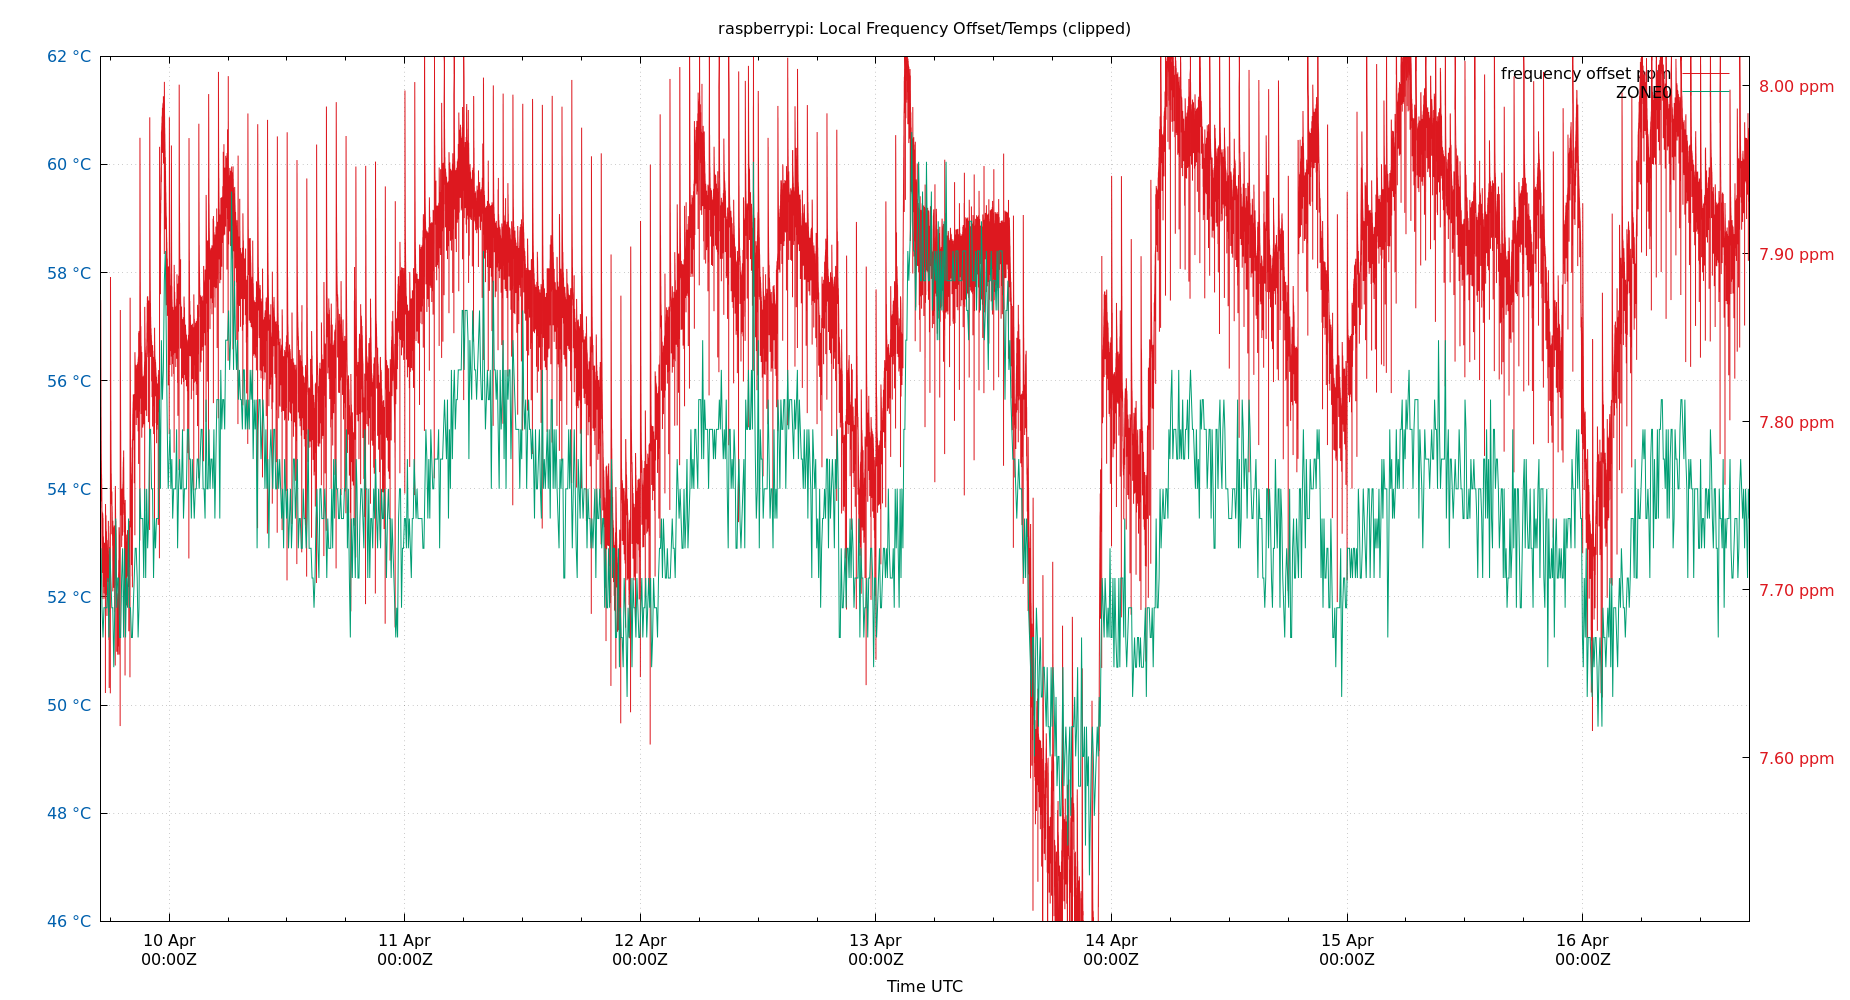 raspberrypi: Local Frequency Offset/Temps (clipped)
62 °C
60 °C
58 °C
56 °C
54 °C
52 °C
50 °C
48 °C
46 °C
frequency offset ppm
ZONE0
8.00 ppm
7.90 ppm
7.80 ppm
7.70 ppm
7.60 ppm
10 Apr 11 Apr 12 Apr 13 Apr 14 Apr 15 Apr 16 Apr
00:00Z 00:00Z 00:00Z 00:00Z 00:00Z 00:00Z 00:00Z
Time UTC